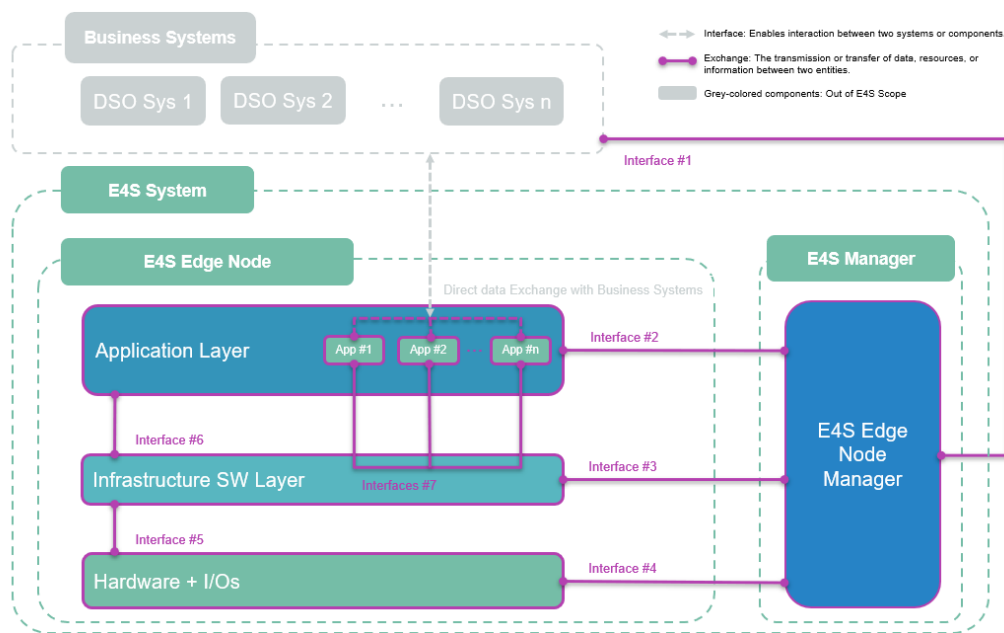 Business Systems
DSO Sys 1
DSO Sys 2
...
DSO Sys n
Interface: Enables interaction between two systems or components
Exchange: The transmission or transfer of data, resources, or
information between two entities.
Grey-colored components: Out of E4S Scope
Interface #1
E4S System
E4S Edge Node
E4S Manager
Direct data Exchange with Business Systems
Application Layer
App #1
App #2
...
App #n
Interface #2
Interface #6
E4S Edge
Node
Manager
Infrastructure SW Layer
Interface #3
Interfaces #7
Interface #5
Hardware + I/Os
Interface #4